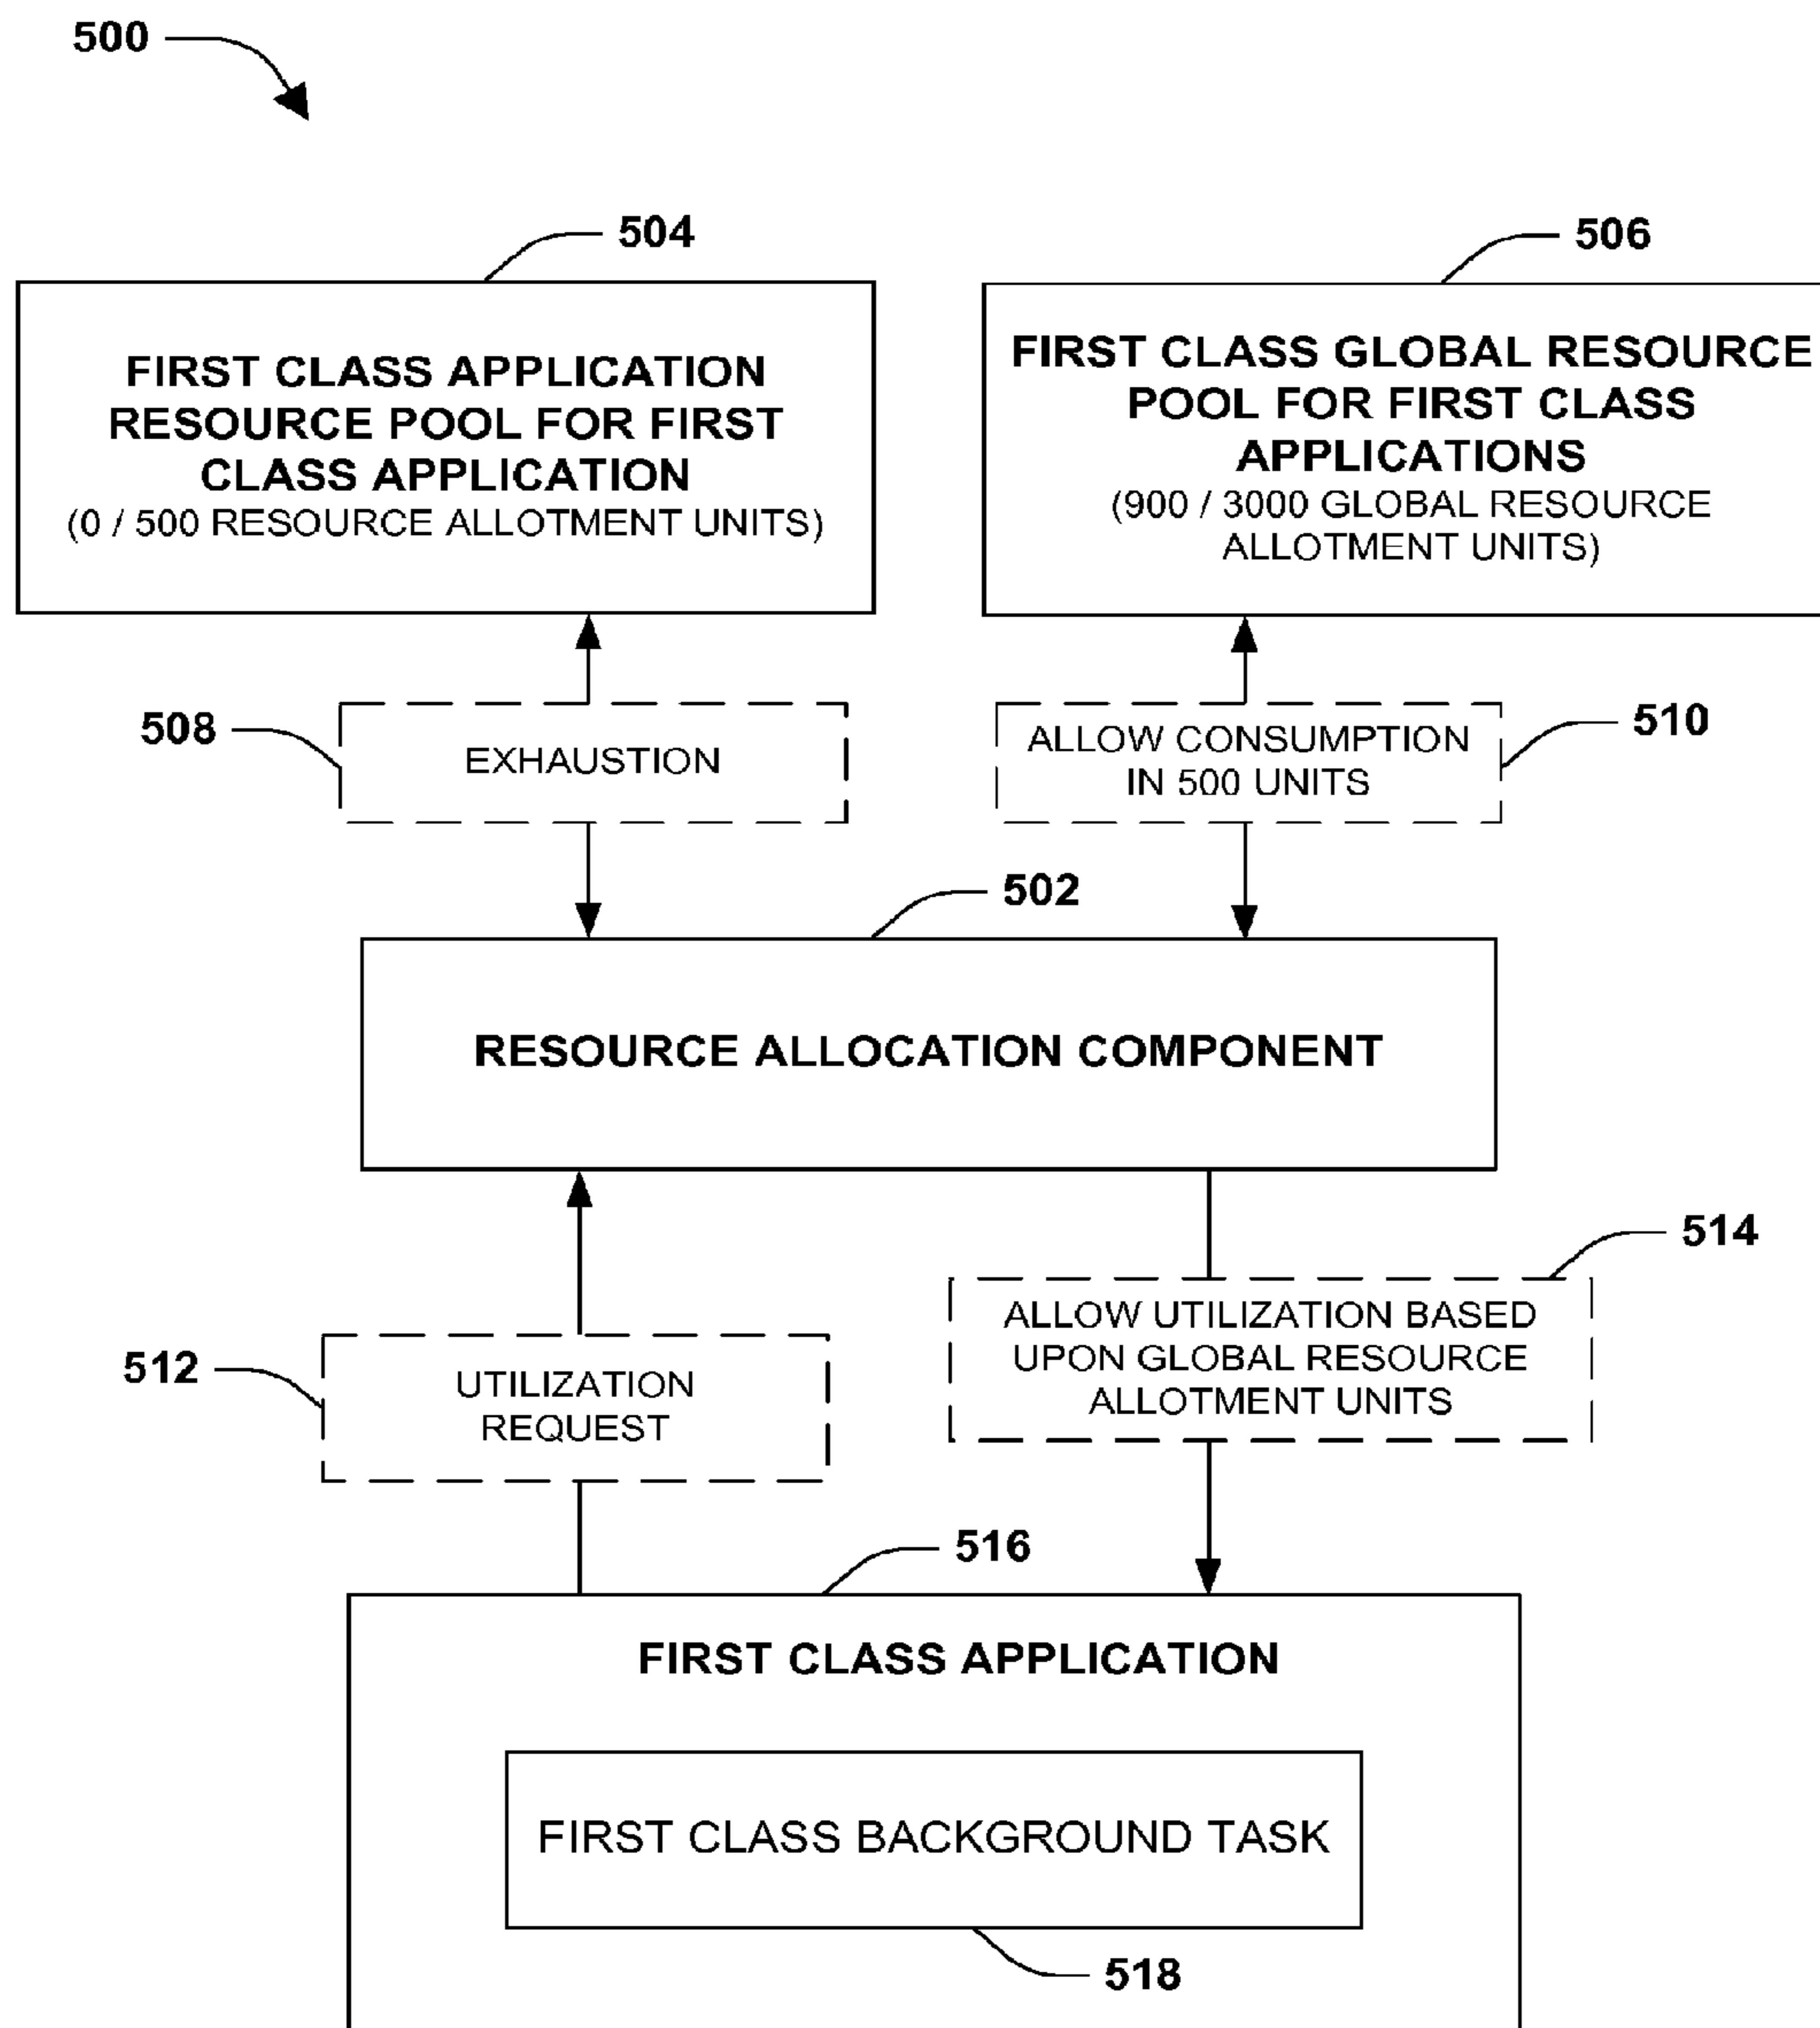 500
504
506
FIRST CLASS APPLICATION
RESOURCE POOL FOR FIRST
CLASS APPLICATION
(0 / 500 RESOURCE ALLOTMENT UNITS)
FIRST CLASS GLOBAL RESOURCE
POOL FOR FIRST CLASS
APPLICATIONS
(900 / 3000 GLOBAL RESOURCE
ALLOTMENT UNITS)
508
EXHAUSTION
ALLOW CONSUMPTION
IN 500 UNITS
510
502
RESOURCE ALLOCATION COMPONENT
514
512
UTILIZATION
REQUEST
ALLOW UTILIZATION BASED
UPON GLOBAL RESOURCE
ALLOTMENT UNITS
516
FIRST CLASS APPLICATION
FIRST CLASS BACKGROUND TASK
518